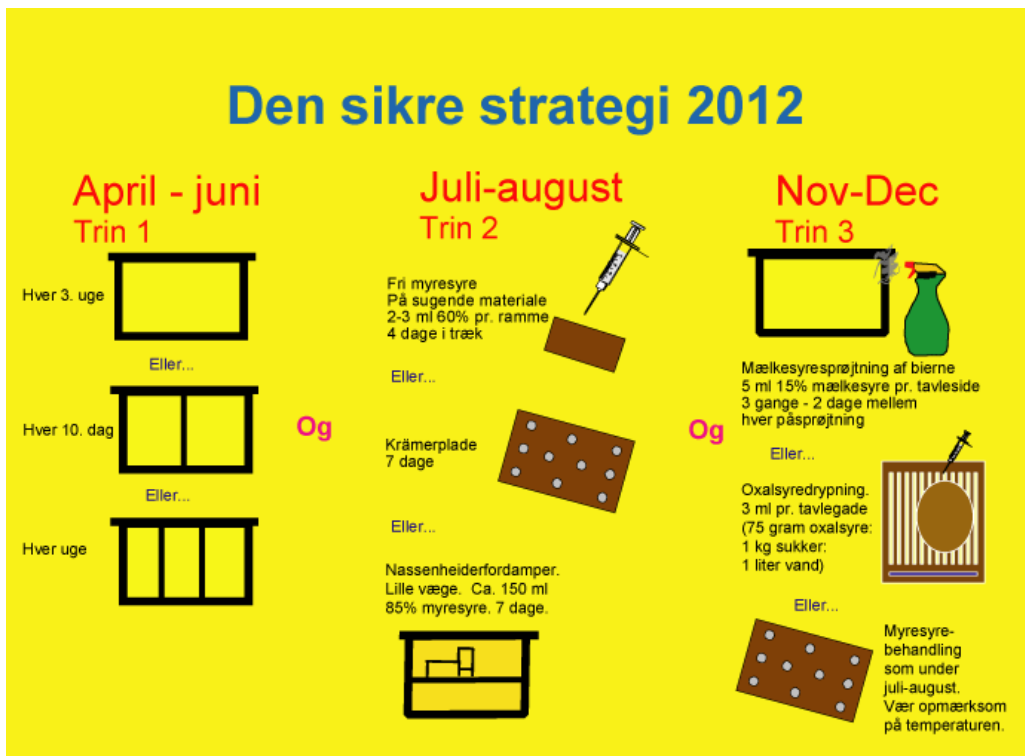 Den sikre strategi 2012
April - juni
Trin 1
Hver 3. uge
Eller...
Hver 10. dag
Eller...
Hver uge
Og
Juli-august
Trin 2
Fri myresyre
På sugende materiale
2-3 ml 60% pr. ramme
4 dage i træk
Eller...
Krämerplade
7 dage
Eller...
Nassenheiderfordamper.
Lille væge. Ca. 150 ml
85% myresyre. 7 dage.
Og
Nov-Dec
Trin 3
Mælkesyresprøjtning af bierne
5 ml 15% mælkesyre pr. tavleside
3 gange - 2 dage mellem
hver påsprøjtning
Eller...
Oxalsyredrypning.
3 ml pr. tavlegade
(75 gram oxalsyre:
1 kg sukker:
1 liter vand)
Eller...
Myresyre-
behandling
som under
juli-august.
Vær opmærksom
på temperaturen.